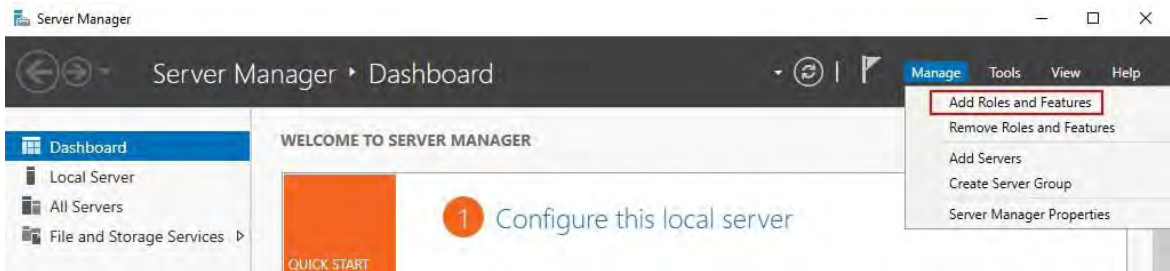 Server Manager
Server Manager • Dashboard
Manage Tools View Help
Add Roles and Features
Remove Roles and Features
Add Servers
Create Server Group
Server Manager Properties
Dashboard
Local Server
All Servers
File and Storage Services
WELCOME TO SERVER MANAGER
1 Configure this local server
QUICK START